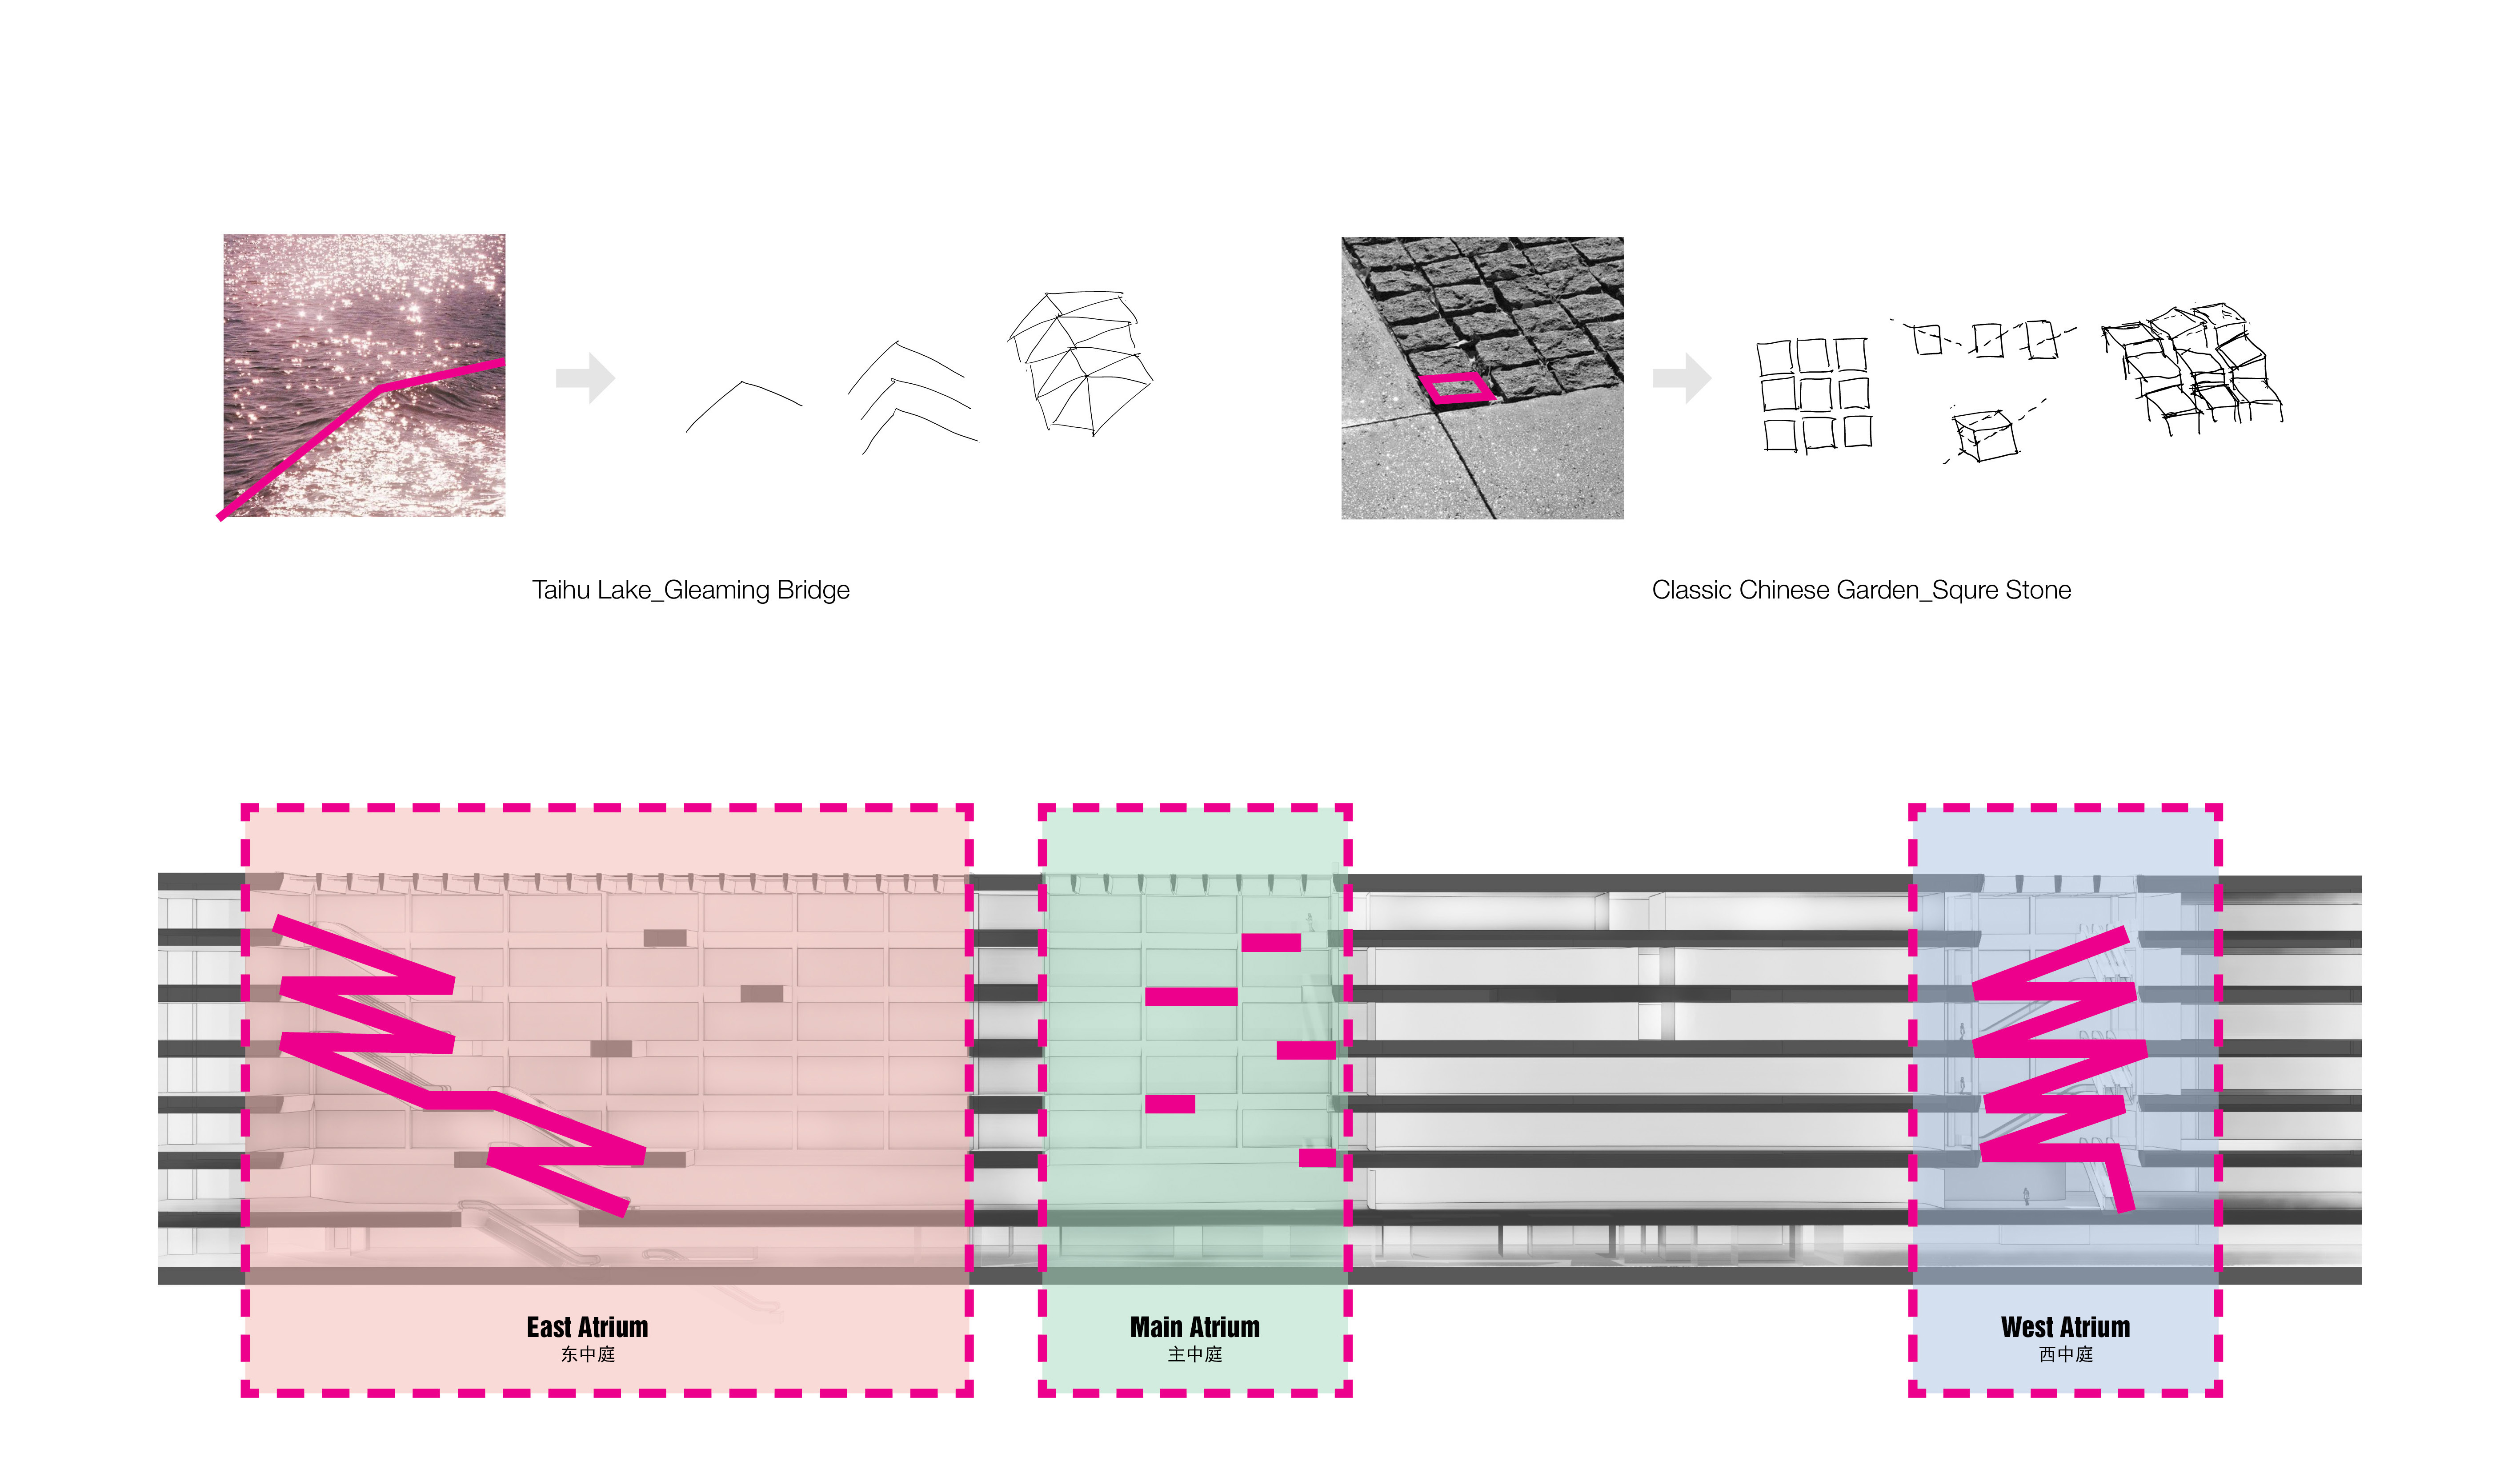 Taihu Lake_Gleaming Bridge
Classic Chinese Garden_Squre Stone
East Atrium
东中庭
Main Atrium
主中庭
West Atrium
西中庭